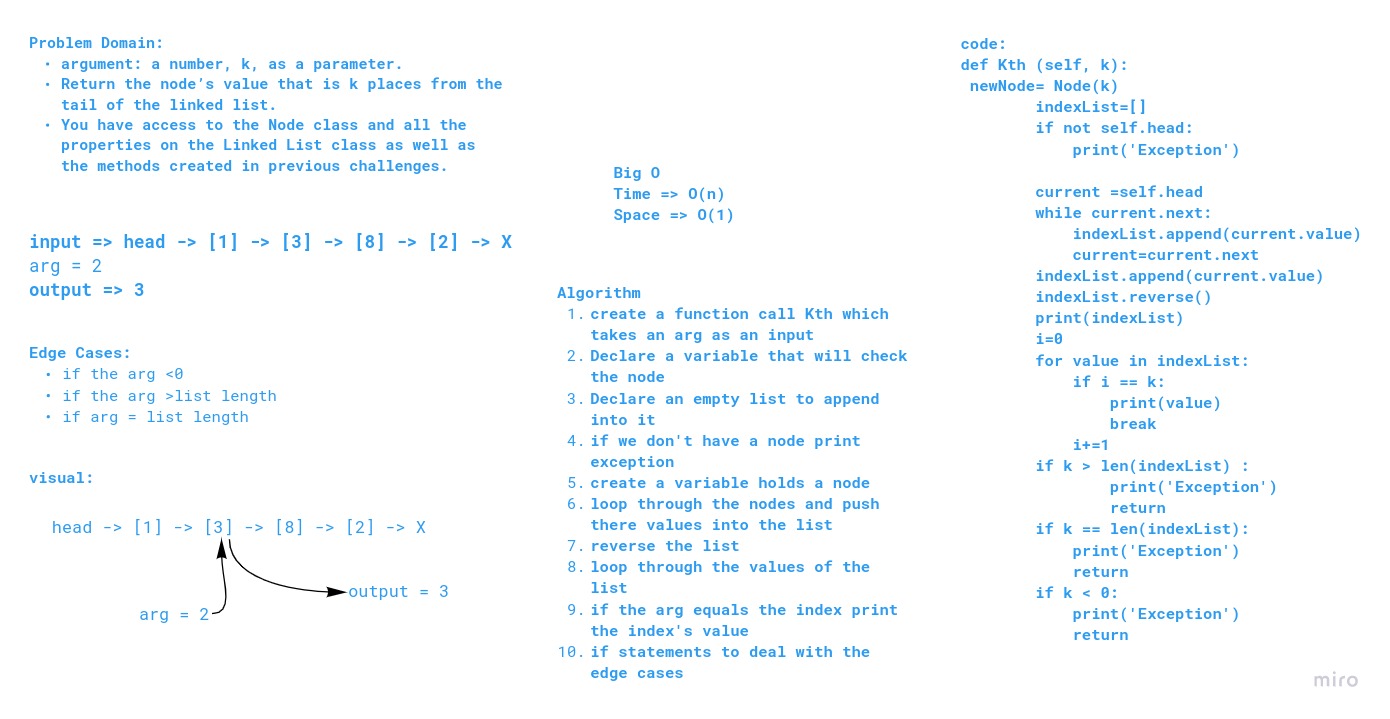 Problem Domain:
• argument: a number, k, as a parameter.
• Return the node’s value that is k places from the
tail of the linked list.
• You have access to the Node class and all the
properties on the Linked List class as well as
the methods created in previous challenges.
input => head -> [1] -> [3] -> [8] -> [2] -> X
arg = 2
output => 3
Edge Cases:
• if the arg <0
• if the arg >list length
• if arg = list length
visual:
head -> [1] -> [3] -> [8] -> [2] -> X
output = 3
arg = 2
Big O
Time => O(n)
Space => O(1)
Algorithm
1. create a function call Kth which
takes an arg as an input
2. Declare a variable that will check
the node
3. Declare an empty list to append
into it
4. if we don't have a node print
exception
5. create a variable holds a node
6. loop through the nodes and push
there values into the list
7. reverse the list
8. loop through the values of the
list
9. if the arg equals the index print
the index's value
10. if statements to deal with the
edge cases
code:
def Kth (self, k):
 newNode= Node(k)
        indexList=[]
        if not self.head:
            print('Exception')
        current =self.head
        while current.next:
            indexList.append(current.value)
            current=current.next
        indexList.append(current.value)
        indexList.reverse()
        print(indexList)
        i=0
        for value in indexList:
            if i == k:
                print(value)
                break
            i+=1
        if k > len(indexList) :
                print('Exception')
                return
        if k == len(indexList):
            print('Exception')
            return
        if k < 0:
            print('Exception')
            return
miro